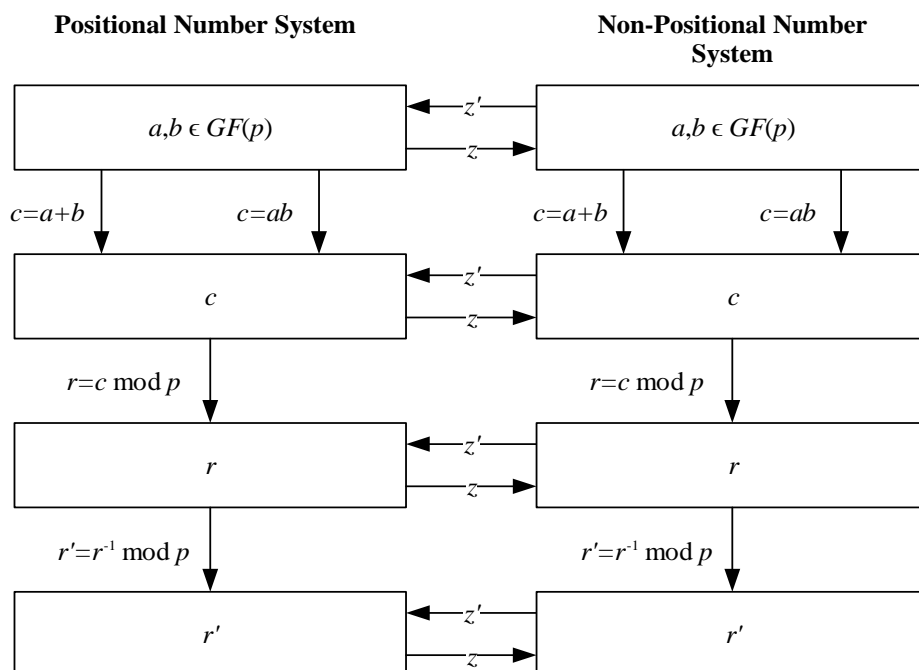 Positional Number System
Non-Positional Number
System
a,b ϵ GF(p)
z'
z
a,b ϵ GF(p)
c=a+b
c=ab
c=a+b
c=ab
c
z'
z
c
r=c mod p
r=c mod p
r
z'
z
r
r'=r⁻¹ mod p
r'=r⁻¹ mod p
r'
z'
z
r'